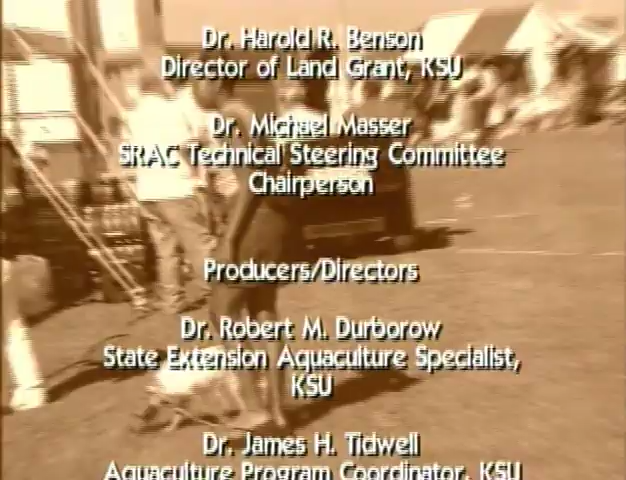 Dr. Harold R. Benson
Director of Land Grant, KSU
Dr. Michael Masser
SRAC Technical Steering Committee
Chairperson
Producers/Directors
Dr. Robert M. Durborow
State Extension Aquaculture Specialist,
KSU
Dr. James H. Tidwell
Aquaculture Program Coordinator, KSU